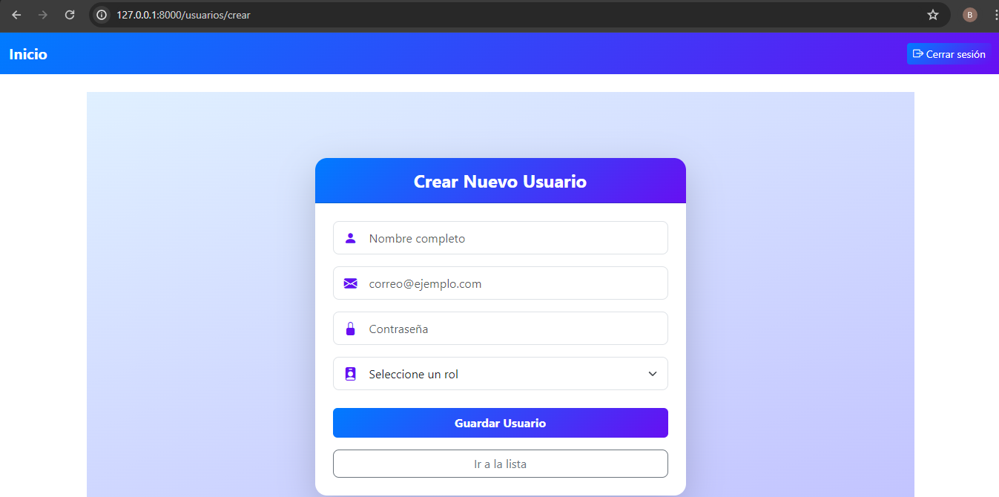 127.0.0.1:8000/usuarios/crear
B
Inicio
Cerrar sesión
Crear Nuevo Usuario
Nombre completo
correo@ejemplo.com
Contraseña
Seleccione un rol
Guardar Usuario
Ir a la lista